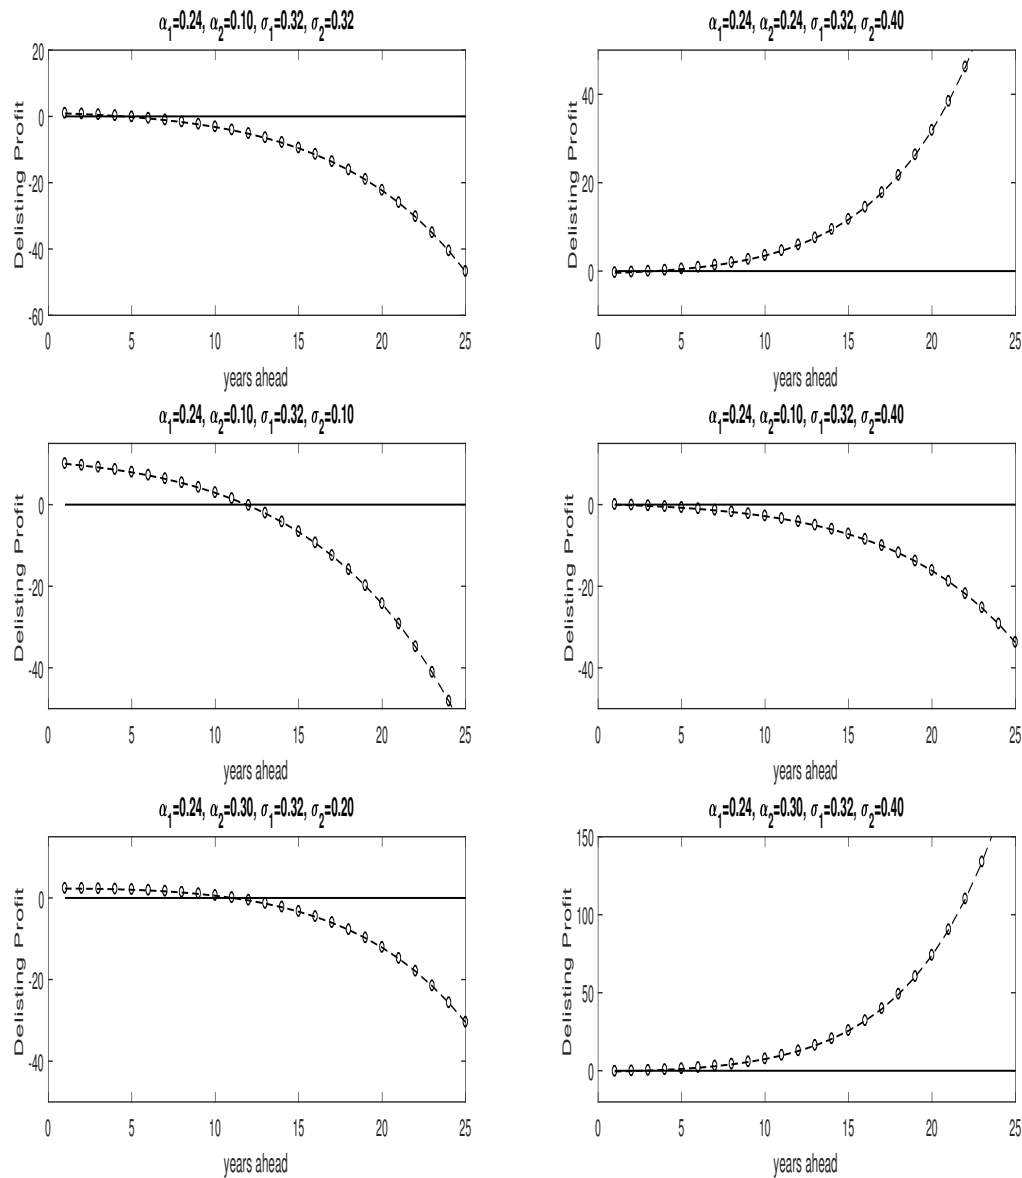 α1=0.24, α2=0.10, σ1=0.32, σ2=0.32
Delisting Profit
20
0
-20
-40
-60
0 5 10 15 20 25
years ahead
α1=0.24, α2=0.24, σ1=0.32, σ2=0.40
Delisting Profit
40
20
0
0 5 10 15 20 25
years ahead
α1=0.24, α2=0.10, σ1=0.32, σ2=0.10
Delisting Profit
0
-20
-40
0 5 10 15 20 25
years ahead
α1=0.24, α2=0.10, σ1=0.32, σ2=0.40
Delisting Profit
0
-20
-40
0 5 10 15 20 25
years ahead
α1=0.24, α2=0.30, σ1=0.32, σ2=0.20
Delisting Profit
0
-20
-40
0 5 10 15 20 25
years ahead
α1=0.24, α2=0.30, σ1=0.32, σ2=0.40
Delisting Profit
150
100
50
0
0 5 10 15 20 25
years ahead